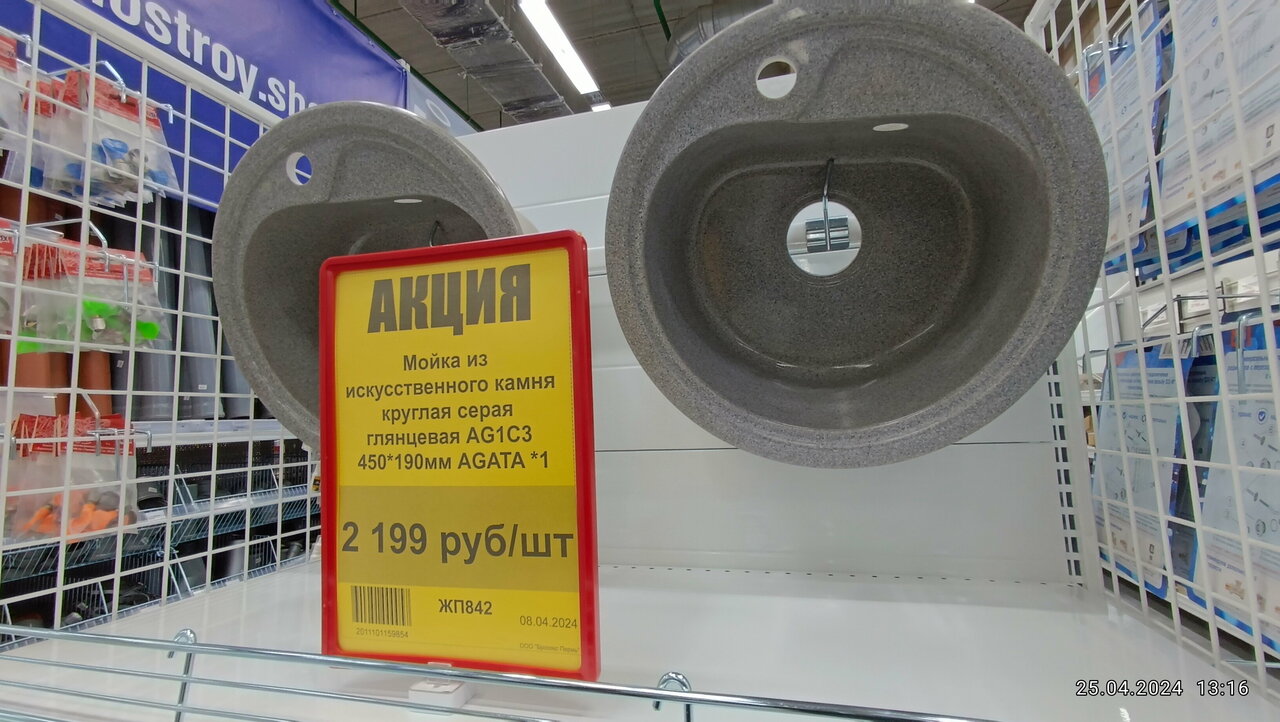 ostroy.sh
АКЦИЯ
Мойка из
искусственного камня
круглая серая
глянцевая AG1C3
450*190мм AGATA *1
2 199 руб/шт
ЖП842
2011101159854
08.04.2024
25.04.2024 13:16